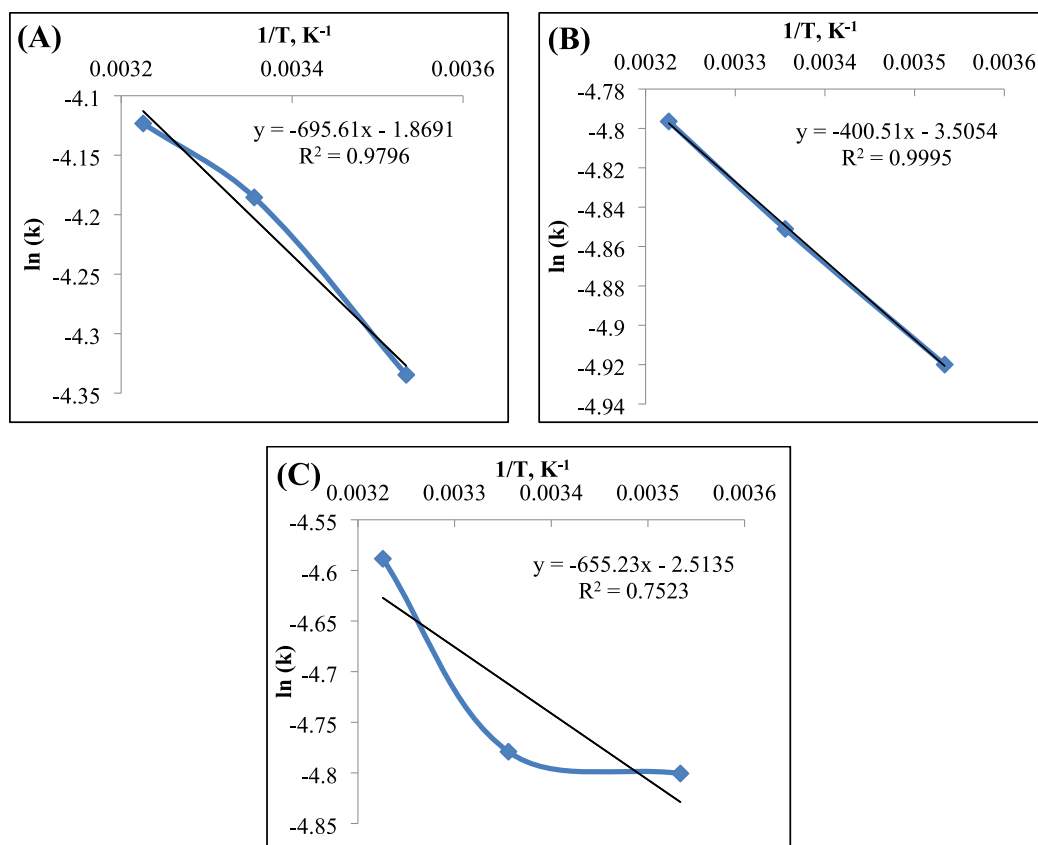 (A)
1/T, K⁻¹
0.0032 0.0034 0.0036
-4.1
-4.15
-4.2
-4.25
-4.3
-4.35
ln (k)
y = -695.61x - 1.8691
R² = 0.9796
(B)
1/T, K⁻¹
0.0032 0.0033 0.0034 0.0035 0.0036
-4.78
-4.8
-4.82
-4.84
-4.86
-4.88
-4.9
-4.92
-4.94
ln (k)
y = -400.51x - 3.5054
R² = 0.9995
(C)
1/T, K⁻¹
0.0032 0.0033 0.0034 0.0035 0.0036
-4.55
-4.6
-4.65
-4.7
-4.75
-4.8
-4.85
ln (k)
y = -655.23x - 2.5135
R² = 0.7523